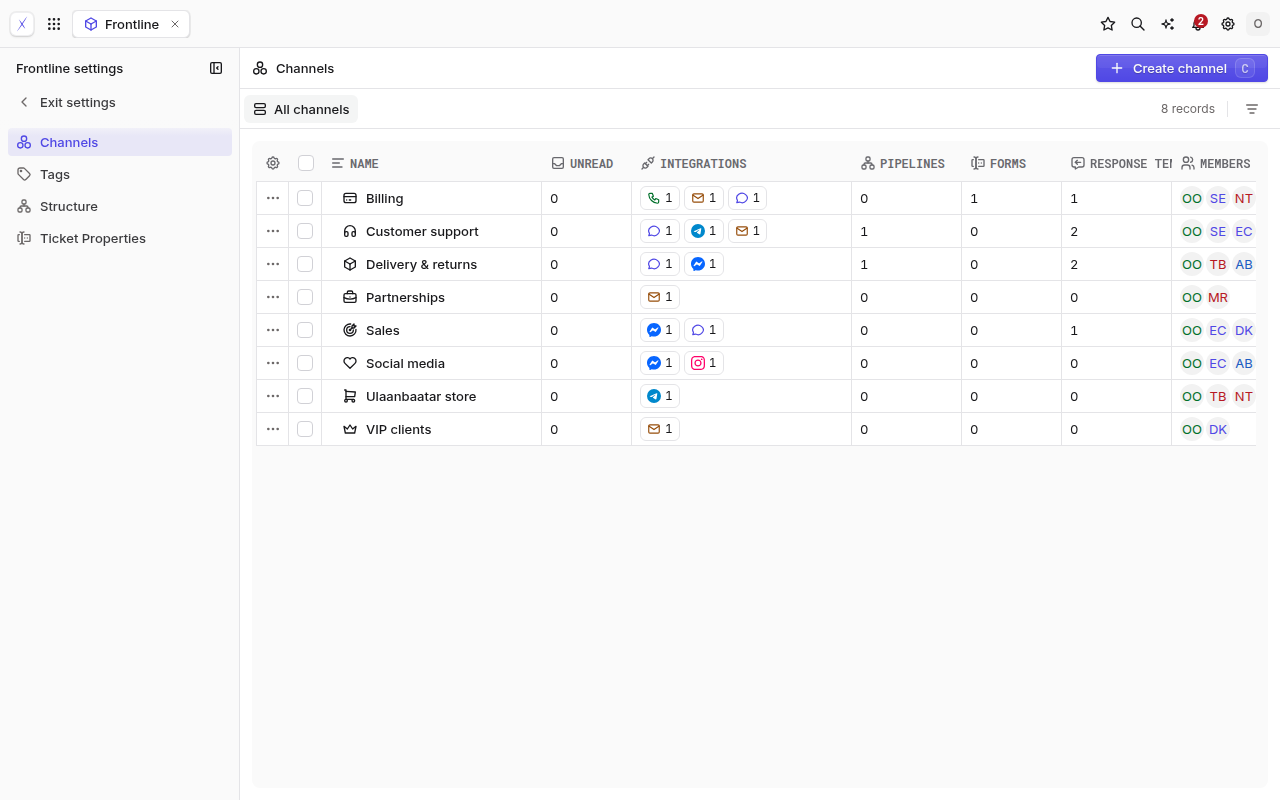 Frontline
2
O
Frontline settings
Exit settings
Channels
Tags
Structure
Ticket Properties
Channels
Create channel C
All channels
8 records
NAME UNREAD INTEGRATIONS PIPELINES FORMS RESPONSE TEM MEMBERS
Billing 0 1 1 1 0 1 1 OO SE NT
Customer support 0 1 1 1 1 0 2 OO SE EC
Delivery & returns 0 1 1 1 0 2 OO TB AB
Partnerships 0 1 0 0 0 OO MR
Sales 0 1 1 0 0 1 OO EC DK
Social media 0 1 1 0 0 0 OO EC AB
Ulaanbaatar store 0 1 0 0 0 OO TB NT
VIP clients 0 1 0 0 0 OO DK